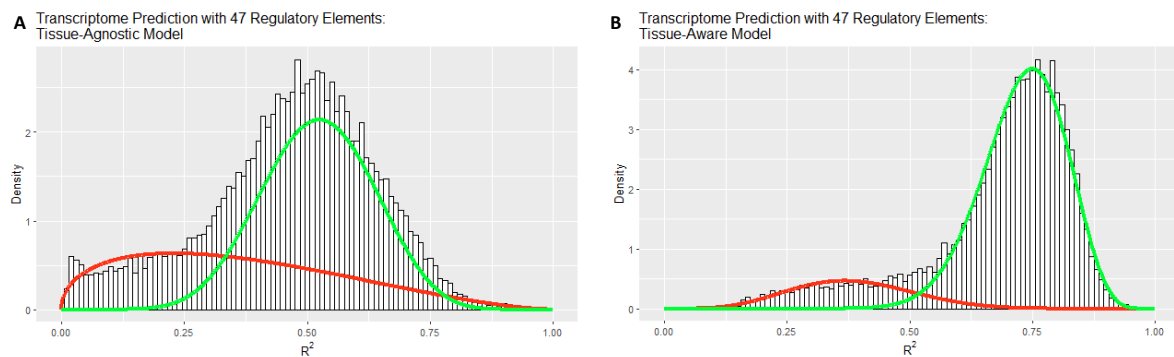 A
Transcriptome Prediction with 47 Regulatory Elements:
Tissue-Agnostic Model
Density
2
1
0
0.00 0.25 0.50 0.75 1.00
R²
B
Transcriptome Prediction with 47 Regulatory Elements:
Tissue-Aware Model
Density
4
3
2
1
0
0.00 0.25 0.50 0.75 1.00
R²